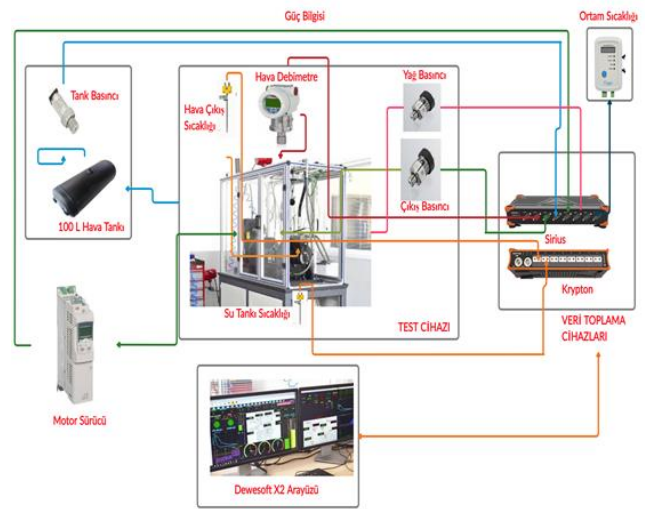 Güç Bilgisi
Ortam Sıcaklığı
Tank Basıncı
Hava Çıkış
Sıcaklığı
Hava Debimetre
Yağ Basıncı
100 L Hava Tankı
Çıkış Basıncı
Sirius
Krypton
Su Tankı Sıcaklığı
TEST CİHAZI
VERİ TOPLAMA
CİHAZLARI
Motor Sürücü
Dewesoft X2 Arayüzü